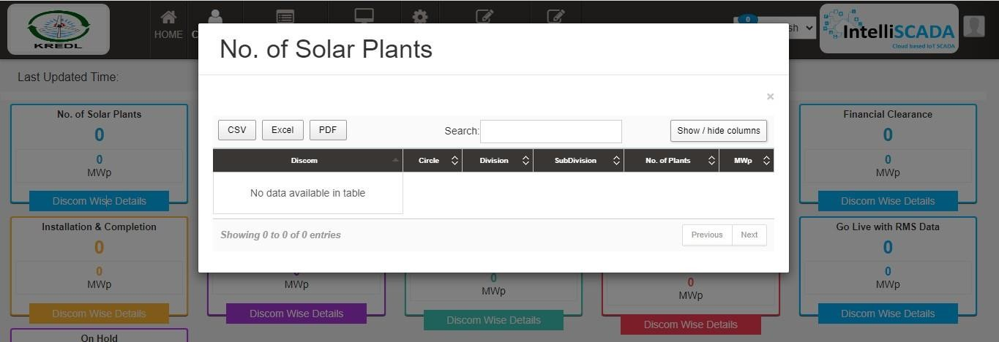 KREDL
HOME
C
0
sh
IntelliSCADA
Cloud based IoT SCADA
No. of Solar Plants
Last Updated Time:
×
CSV
Excel
PDF
Search:
Show / hide columns
Discom
Circle
Division
SubDivision
No. of Plants
MWp
No data available in table
Showing 0 to 0 of 0 entries
Previous
Next
No. of Solar Plants
0
0
MWp
Discom Wise Details
Financial Clearance
0
0
MWp
Discom Wise Details
Installation & Completion
0
0
MWp
Discom Wise Details
MWp
Discom Wise Details
0
MWp
Discom Wise Details
0
MWp
Discom Wise Details
Go Live with RMS Data
0
0
MWp
Discom Wise Details
On Hold